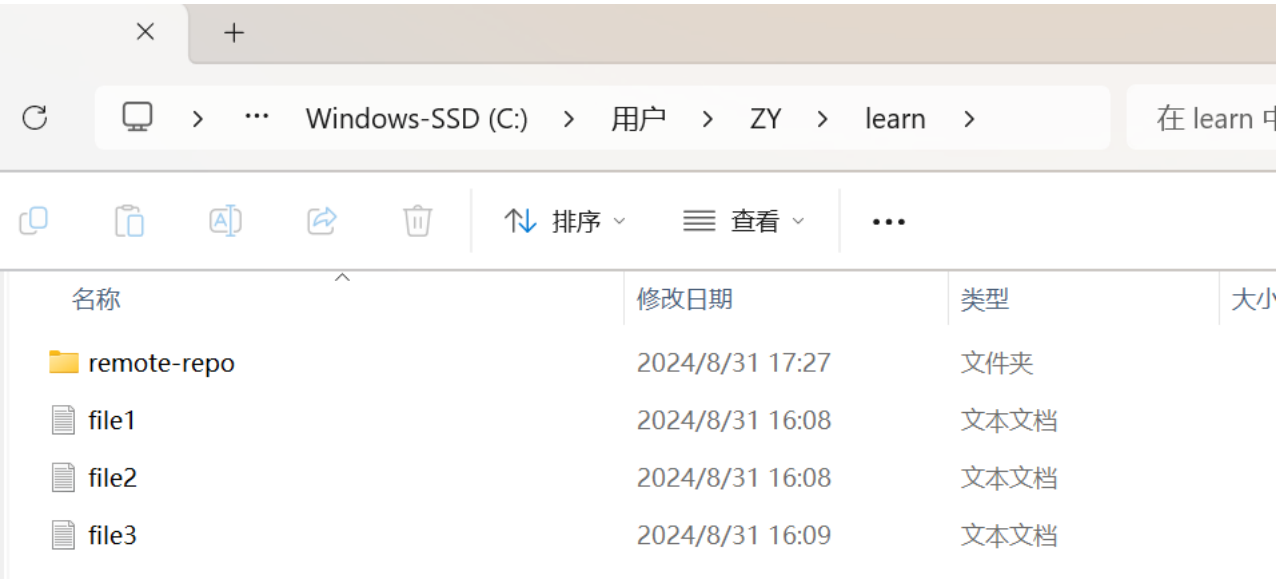 Windows-SSD (C:) > 用户 > ZY > learn >
在 learn
排序 查看
名称 修改日期 类型 大小
remote-repo 2024/8/31 17:27 文件夹
file1 2024/8/31 16:08 文本文档
file2 2024/8/31 16:08 文本文档
file3 2024/8/31 16:09 文本文档